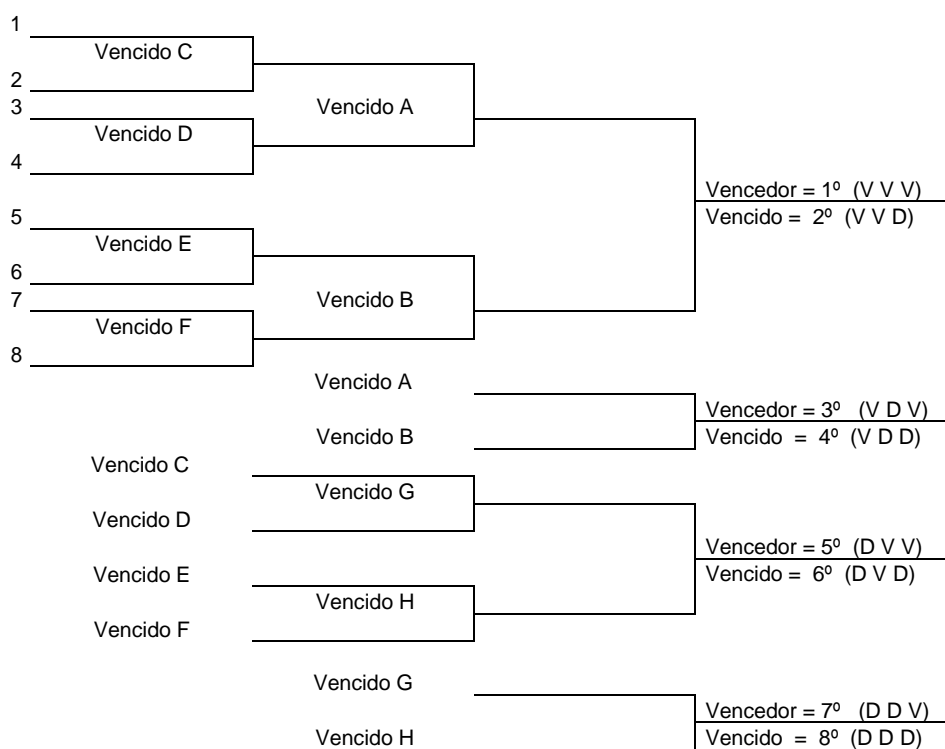 1
Vencido C
2
Vencido A
3
Vencido D
4
Vencedor = 1º (V V V)
Vencido = 2º (V V D)
5
Vencido E
6
Vencido B
7
Vencido F
8
Vencido A
Vencedor = 3º (V D V)
Vencido B
Vencido = 4º (V D D)
Vencido C
Vencido G
Vencido D
Vencedor = 5º (D V V)
Vencido = 6º (D V D)
Vencido E
Vencido H
Vencido F
Vencido G
Vencedor = 7º (D D V)
Vencido H
Vencido = 8º (D D D)